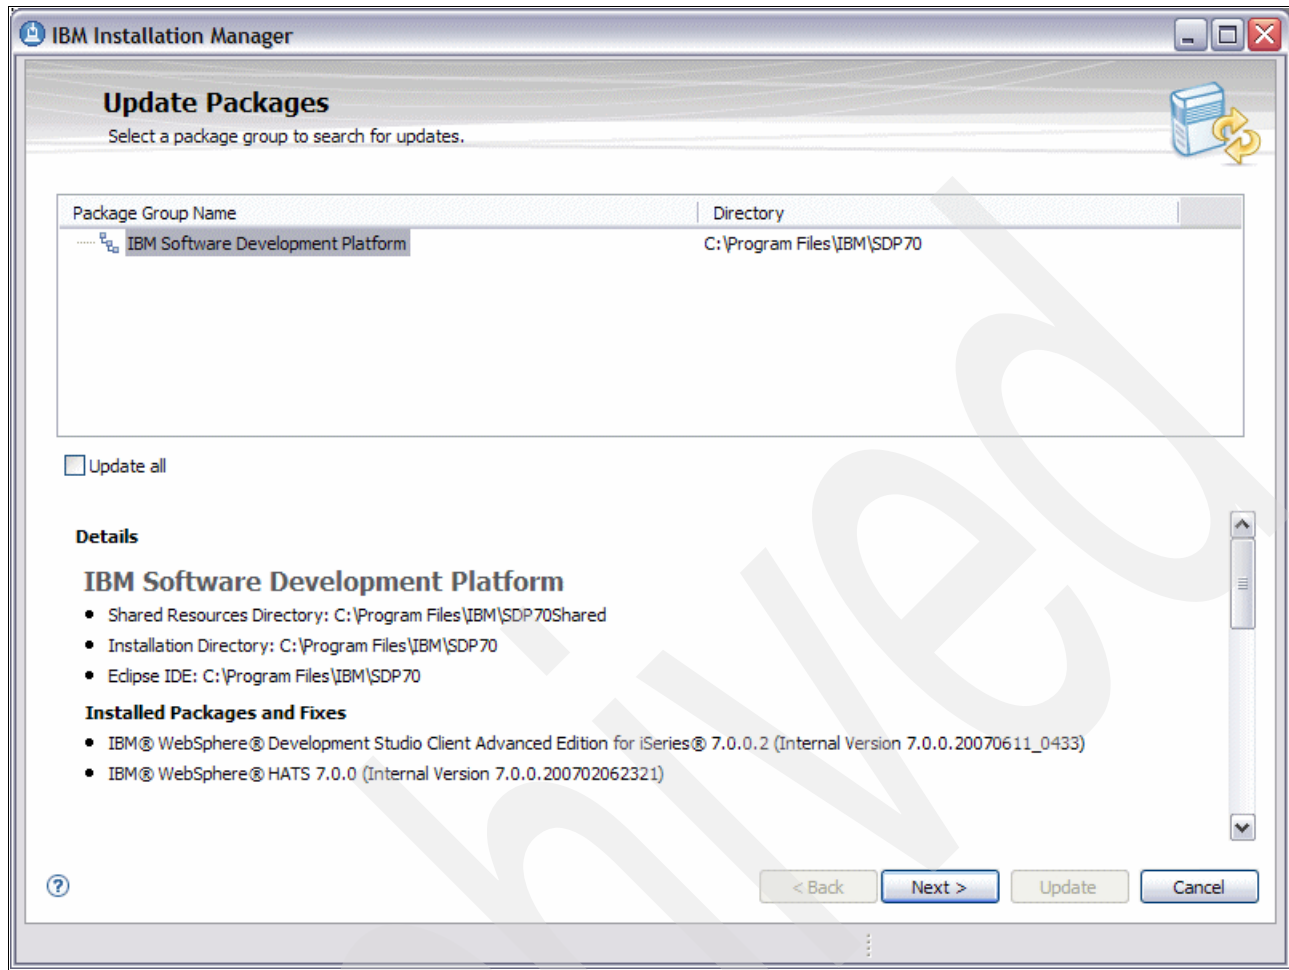 IBM Installation Manager
Update Packages
Select a package group to search for updates.
Package Group Name Directory
IBM Software Development Platform C:\Program Files\IBM\SDP70
Update all
Details
IBM Software Development Platform
• Shared Resources Directory: C:\Program Files\IBM\SDP70Shared
• Installation Directory: C:\Program Files\IBM\SDP70
• Eclipse IDE: C:\Program Files\IBM\SDP70
Installed Packages and Fixes
• IBM® WebSphere® Development Studio Client Advanced Edition for iSeries® 7.0.0.2 (Internal Version 7.0.0.20070611_0433)
• IBM® WebSphere® HATS 7.0.0 (Internal Version 7.0.0.200702062321)
? < Back Next > Update Cancel
hived